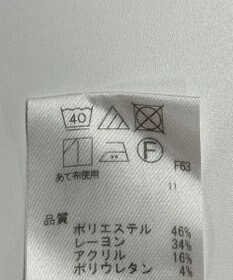 40
F
F63
あて布使用
11
品質
ポリエステル 46%
レーヨン 34%
アクリル 16%
ポリウレタン 4%